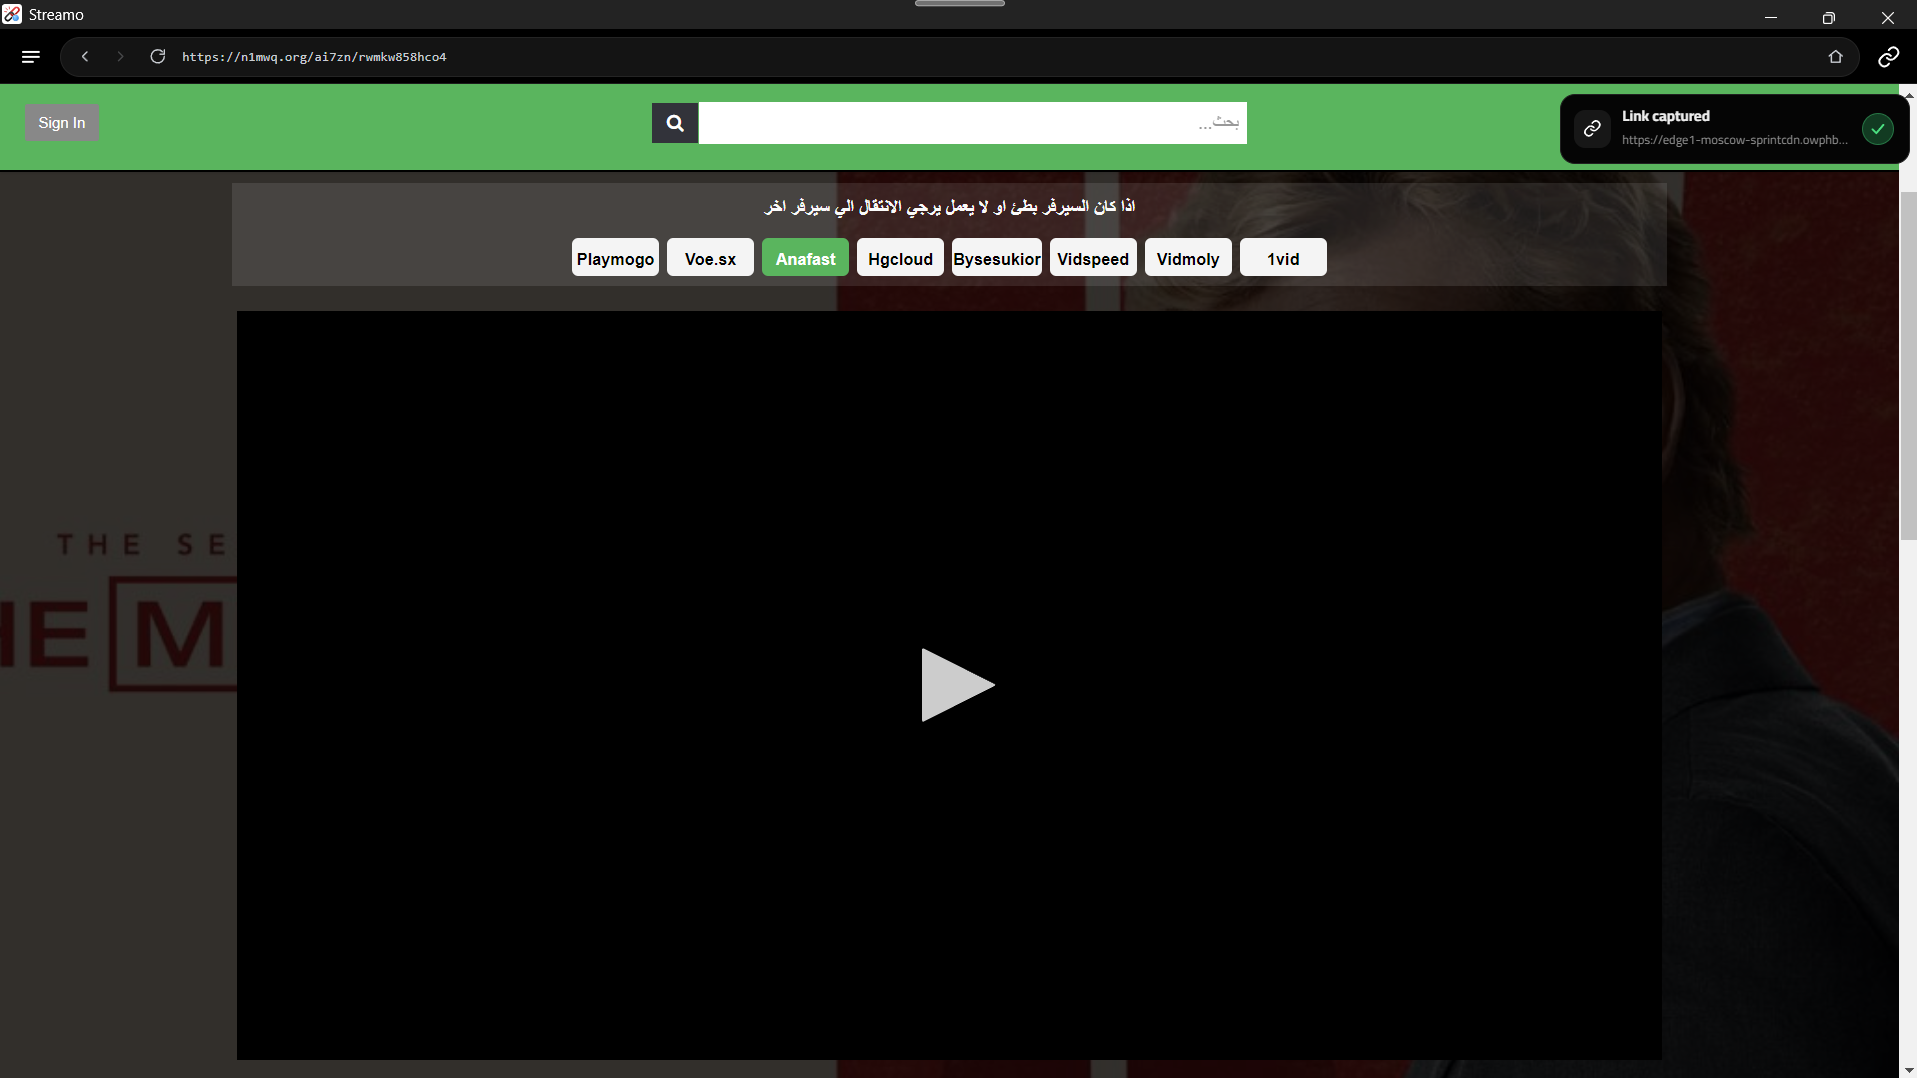 Streamo
https://n1mwq.org/ai7zn/rwmkw858hco4
Sign In
بحث...
Link captured
https://edge1-moscow-sprintcdn.owphb...
اذا كان السيرفر بطئ او لا يعمل يرجي الانتقال الي سيرفر اخر
Playmogo
Voe.sx
Anafast
Hgcloud
Bysesukior
Vidspeed
Vidmoly
1vid
THE SE
HE M